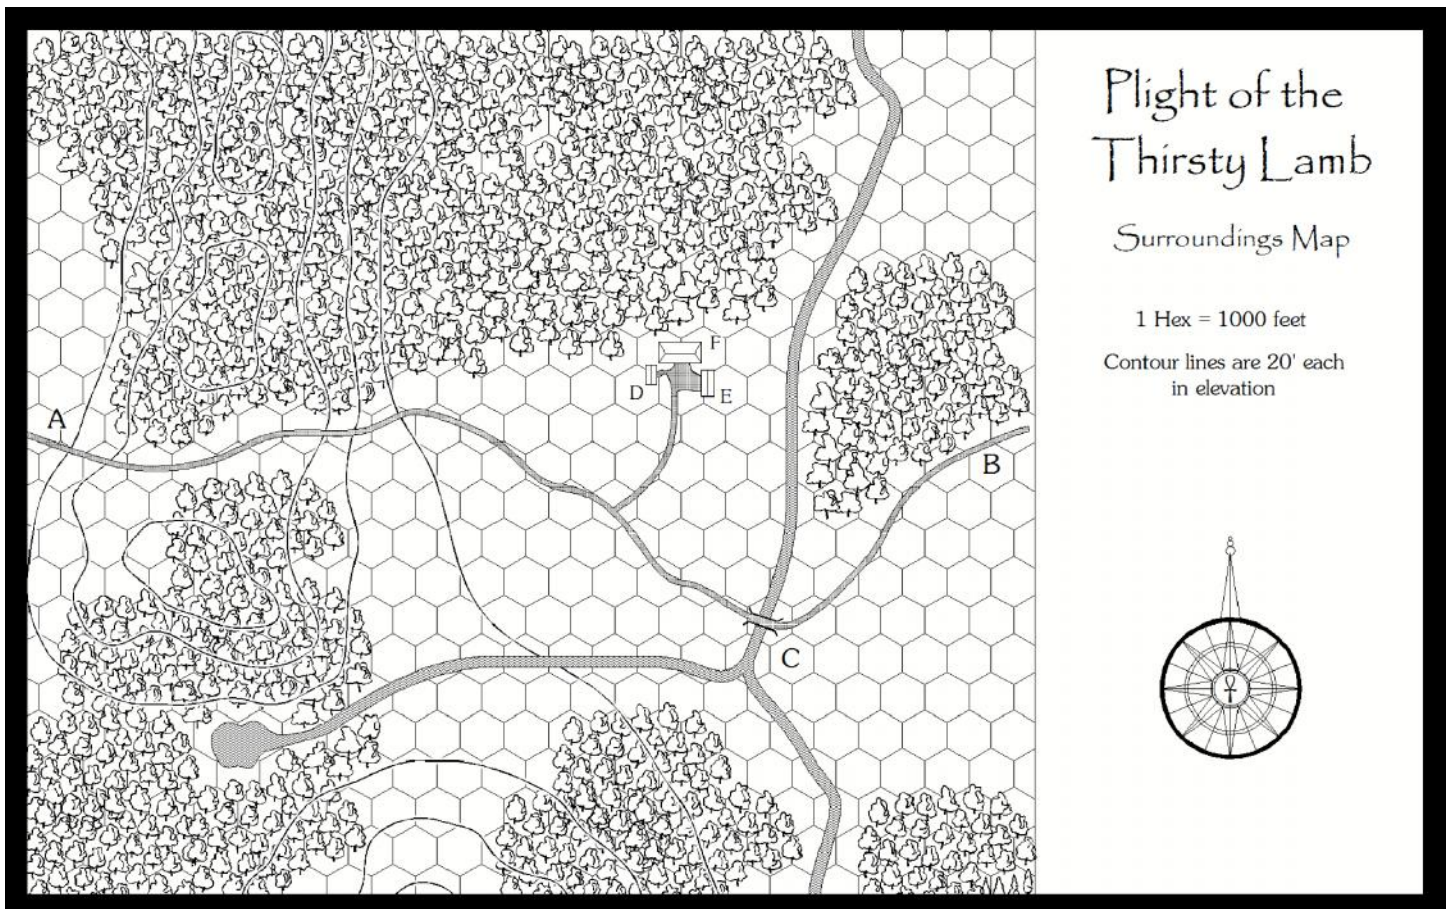 Plight of the
Thirsty Lamb
Surroundings Map
1 Hex = 1000 feet
Contour lines are 20' each
in elevation
F
D
E
A
B
C